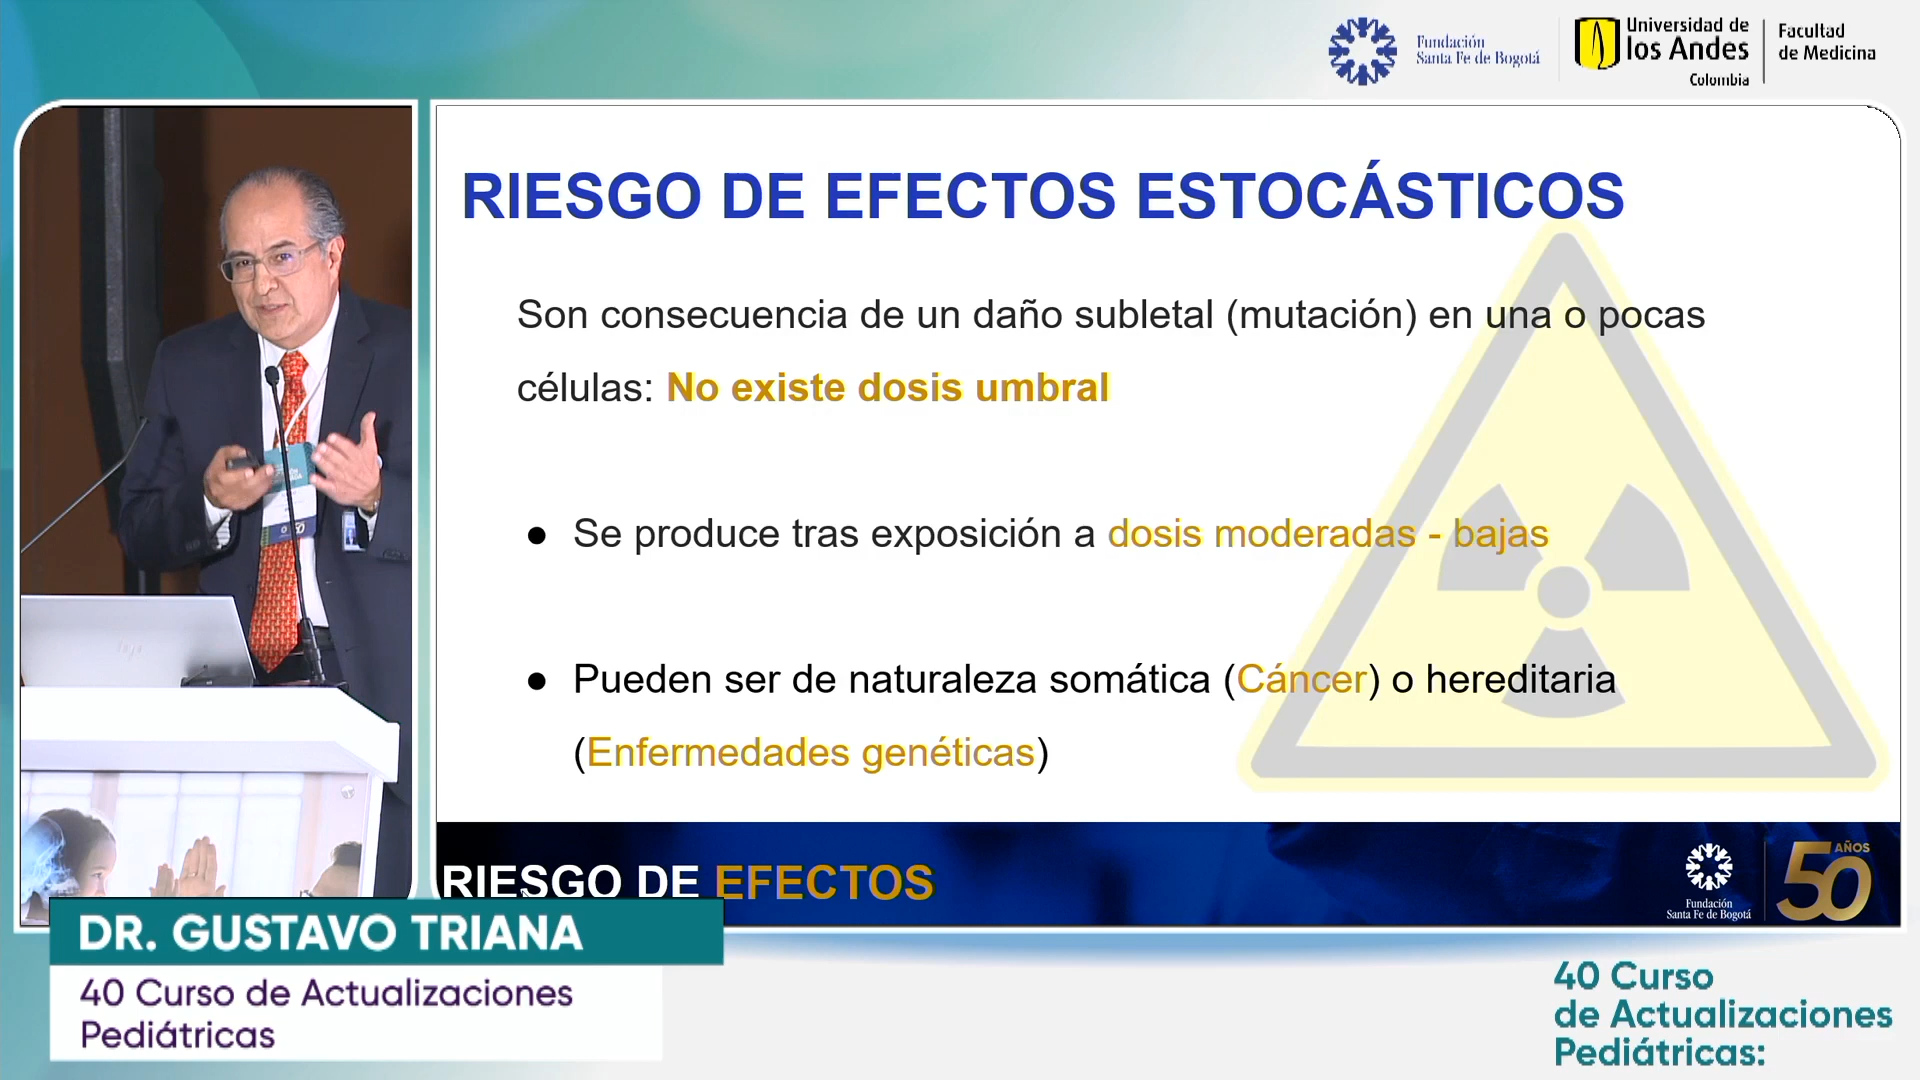 Fundación
Santa Fe de Bogotá
Universidad de
los Andes
Colombia
Facultad
de Medicina
RIESGO DE EFECTOS ESTOCÁSTICOS
Son consecuencia de un daño subletal (mutación) en una o pocas
células: No existe dosis umbral
● Se produce tras exposición a dosis moderadas - bajas
● Pueden ser de naturaleza somática (Cáncer) o hereditaria
(Enfermedades genéticas)
RIESGO DE EFECTOS
Fundación
Santa Fe de Bogotá
50 AÑOS
DR. GUSTAVO TRIANA
40 Curso de Actualizaciones
Pediátricas
40 Curso
de Actualizaciones
Pediátricas: